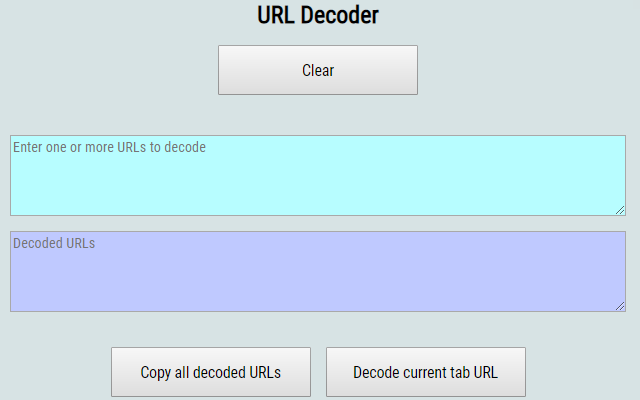 URL Decoder
Clear
Enter one or more URLs to decode
Decoded URLs
Copy all decoded URLs
Decode current tab URL